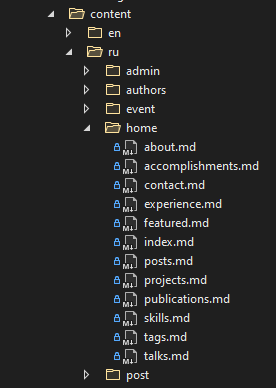 content
en
ru
admin
authors
event
home
about.md
accomplishments.md
contact.md
experience.md
featured.md
index.md
posts.md
projects.md
publications.md
skills.md
tags.md
talks.md
post